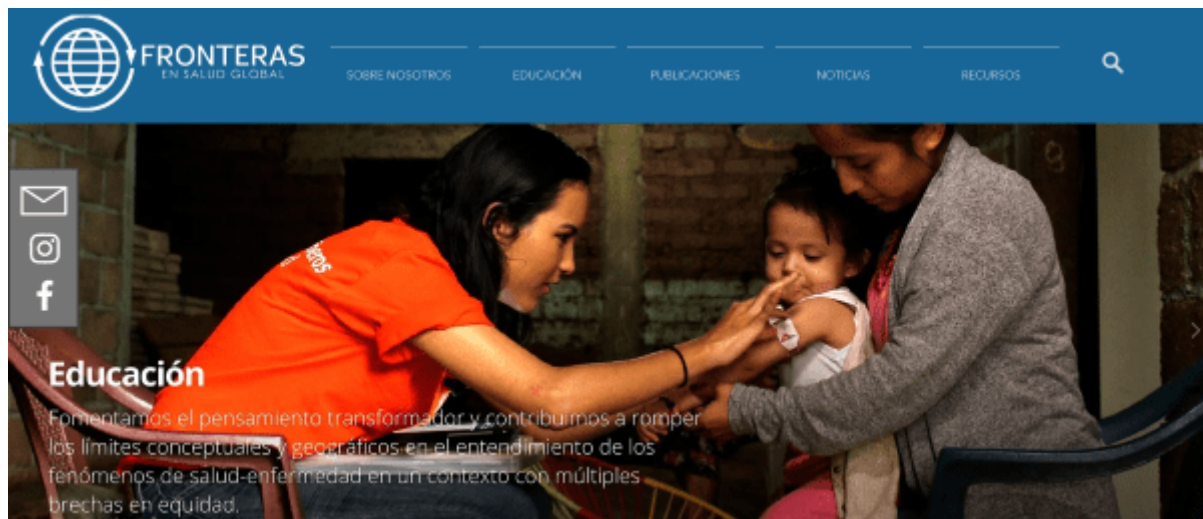 FRONTERAS
EN SALUD GLOBAL
SOBRE NOSOTROS
EDUCACIÓN
PUBLICACIONES
NOTICIAS
RECURSOS
Educación
Fomentamos el pensamiento transformador y contribuimos a romper
los límites conceptuales y geográficos en el entendimiento de los
fenómenos de salud-enfermedad en un contexto con múltiples
brechas en equidad.